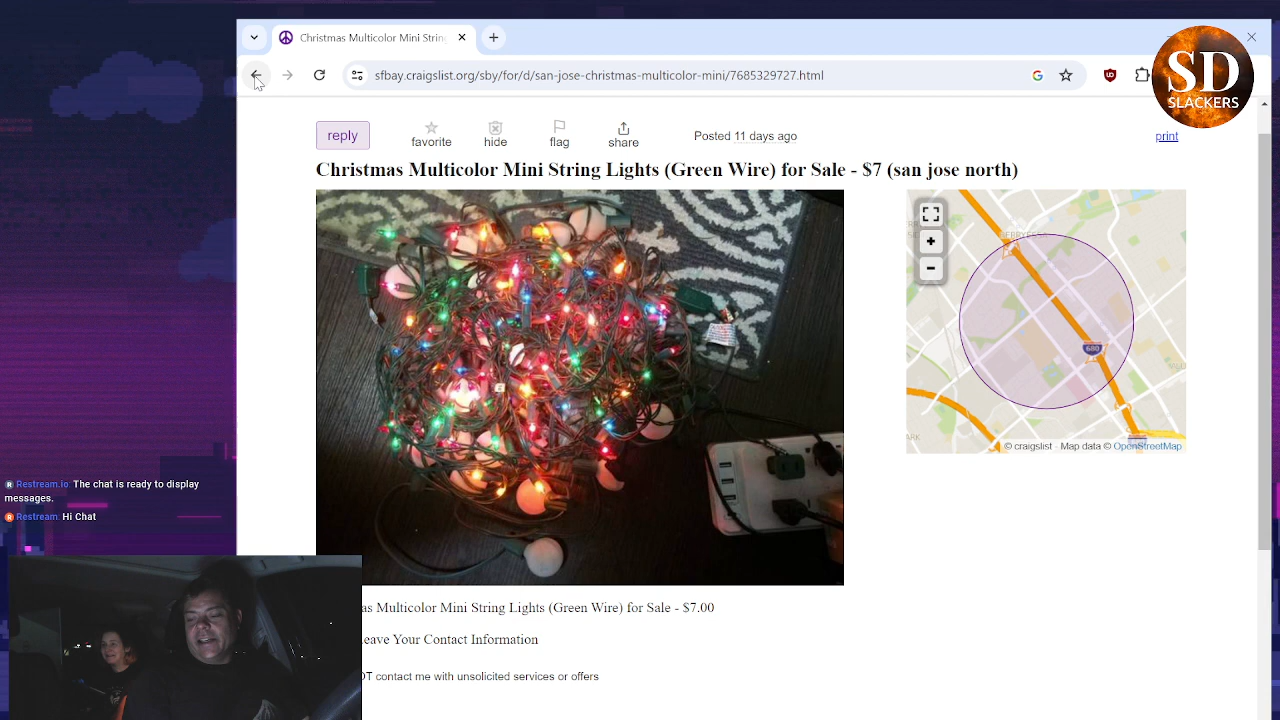 Christmas Multicolor Mini Strin
sfbay.craigslist.org/sby/for/d/san-jose-christmas-multicolor-mini/7685329727.html
SD
SLACKERS
reply
favorite
hide
flag
share
Posted 11 days ago
print
Christmas Multicolor Mini String Lights (Green Wire) for Sale - $7 (san jose north)
+
-
680
© craigslist - Map data © OpenStreetMap
Restream.io: The chat is ready to display
messages.
Restream: Hi Chat
as Multicolor Mini String Lights (Green Wire) for Sale - $7.00
eave Your Contact Information
OT contact me with unsolicited services or offers